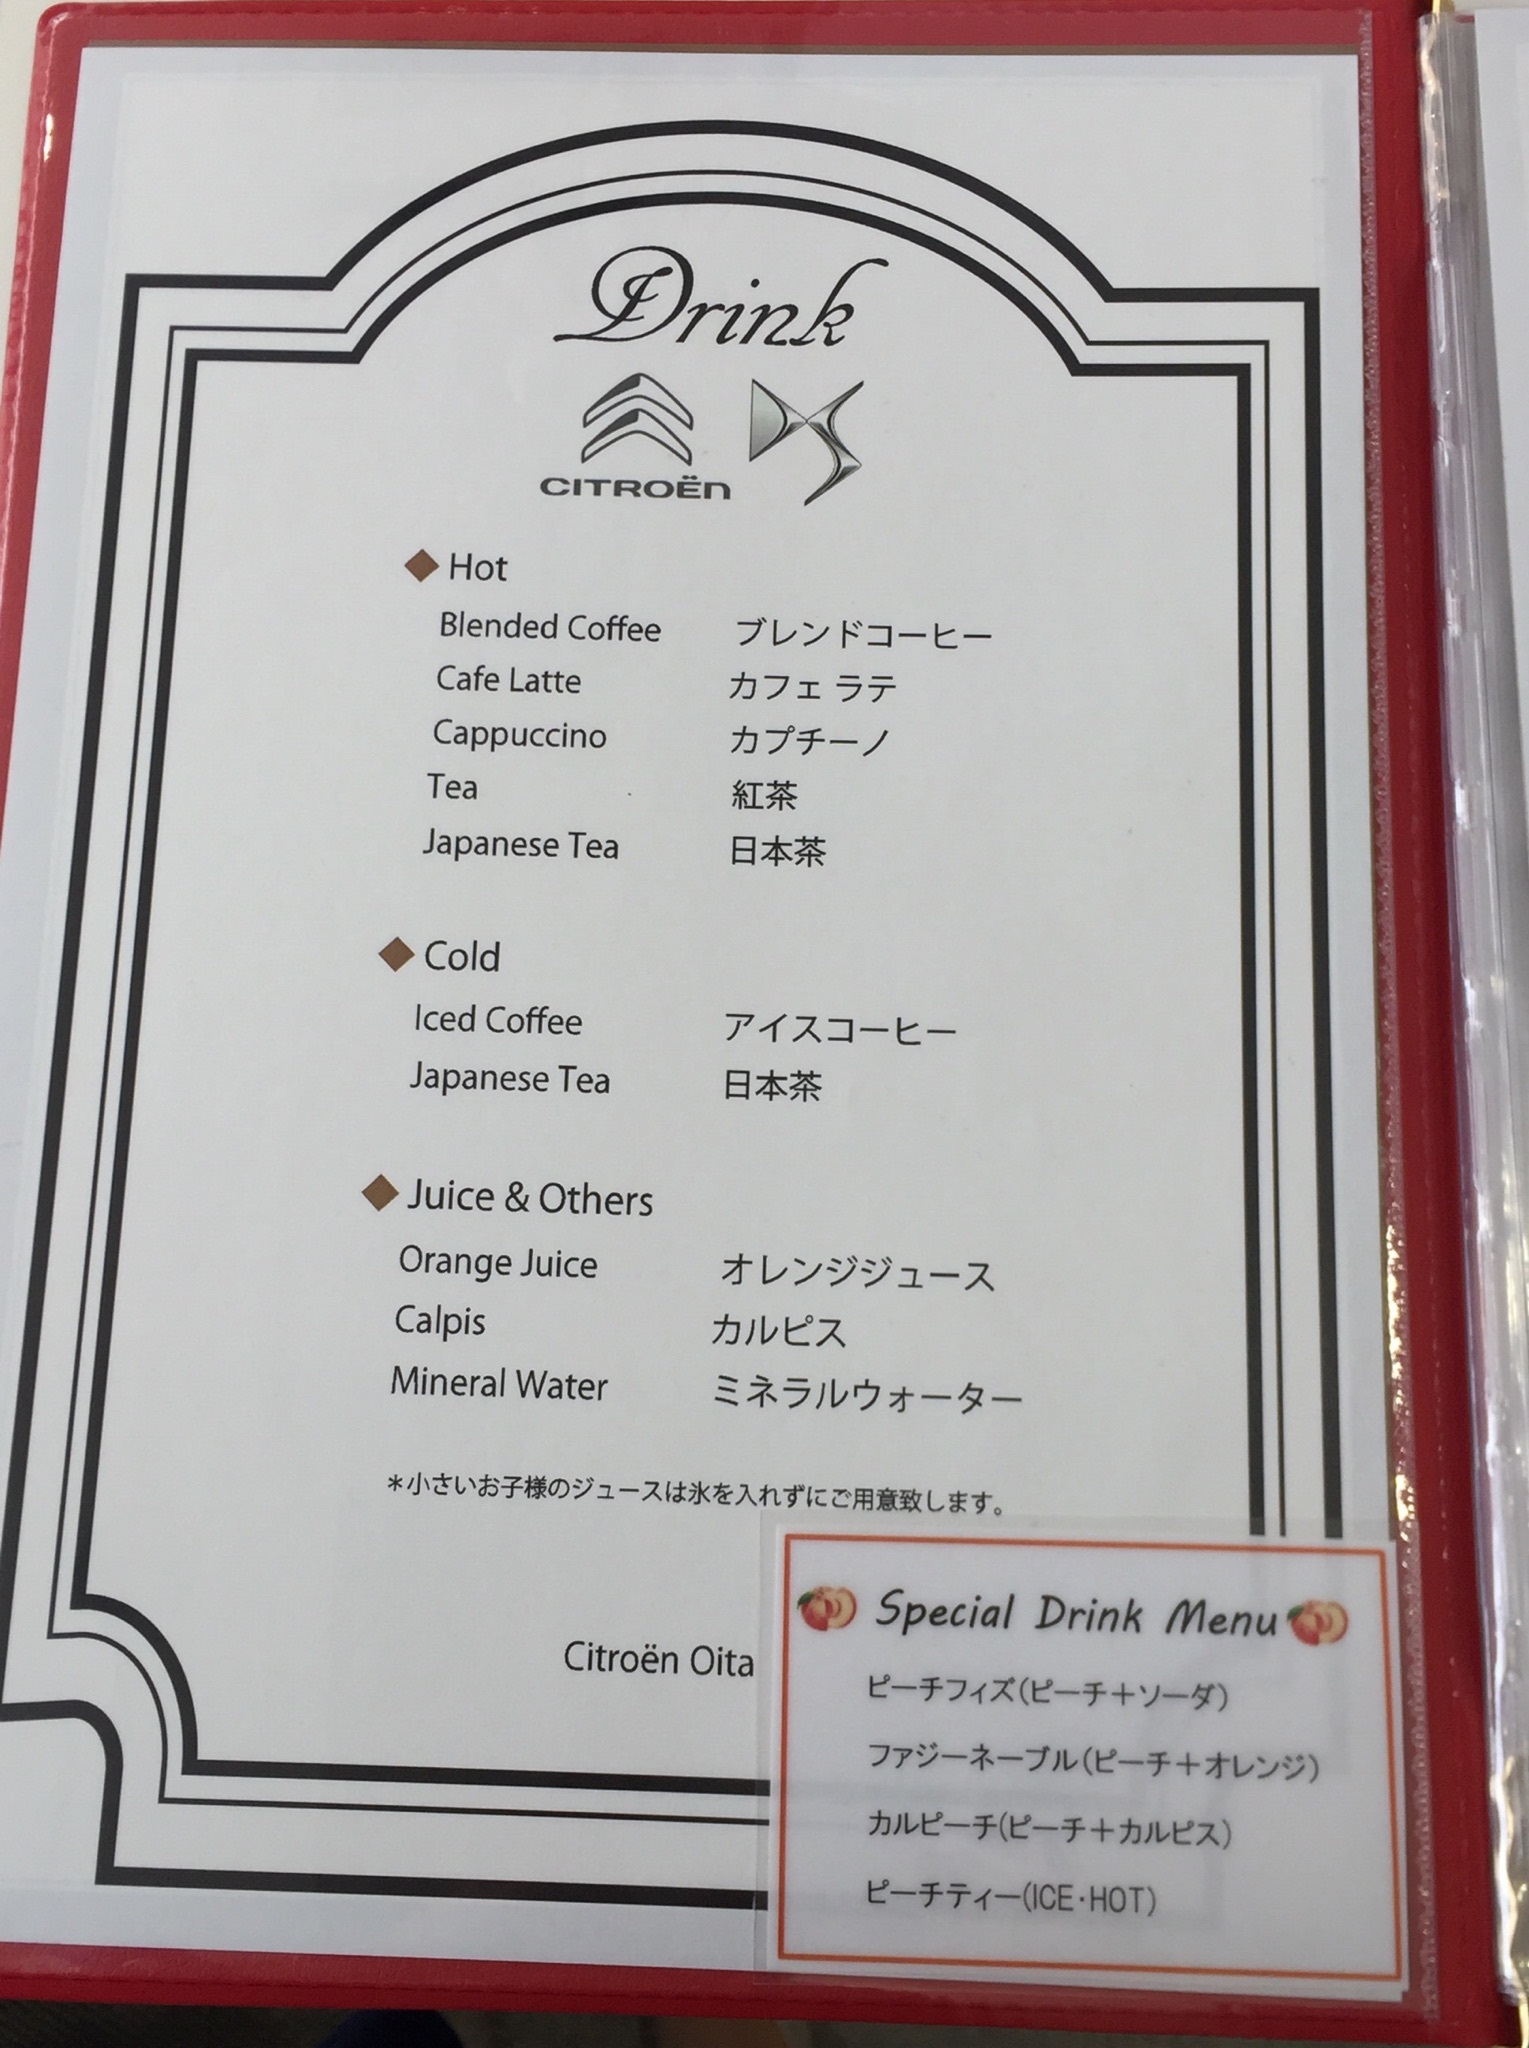 Drink
CITROËN DS
Hot
Blended Coffee ブレンドコーヒー
Cafe Latte カフェ ラテ
Cappuccino カプチーノ
Tea 紅茶
Japanese Tea 日本茶
Cold
Iced Coffee アイスコーヒー
Japanese Tea 日本茶
Juice & Others
Orange Juice オレンジジュース
Calpis カルピス
Mineral Water ミネラルウォーター
*小さいお子様のジュースは氷を入れずにご用意致します。
Citroën Oita
Special Drink Menu
ピーチフィズ(ピーチ+ソーダ)
ファジーネーブル(ピーチ+オレンジ)
カルピーチ(ピーチ+カルピス)
ピーチティー(ICE・HOT)